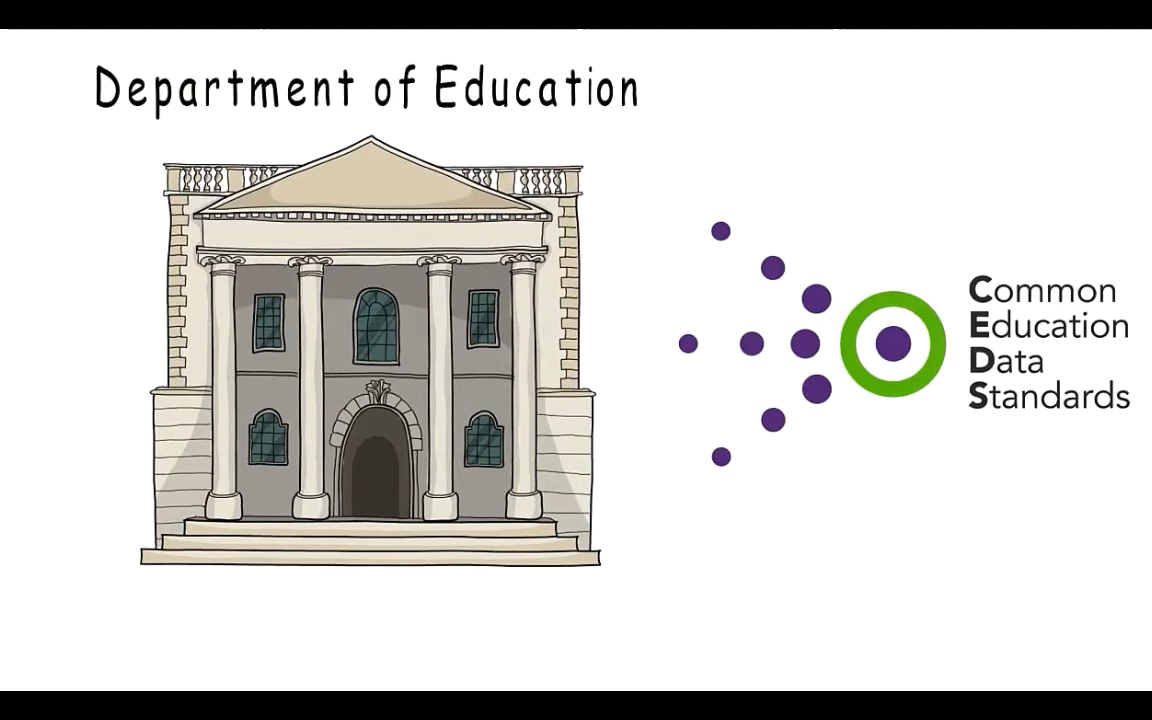 Department of Education
Common
Education
Data
Standards